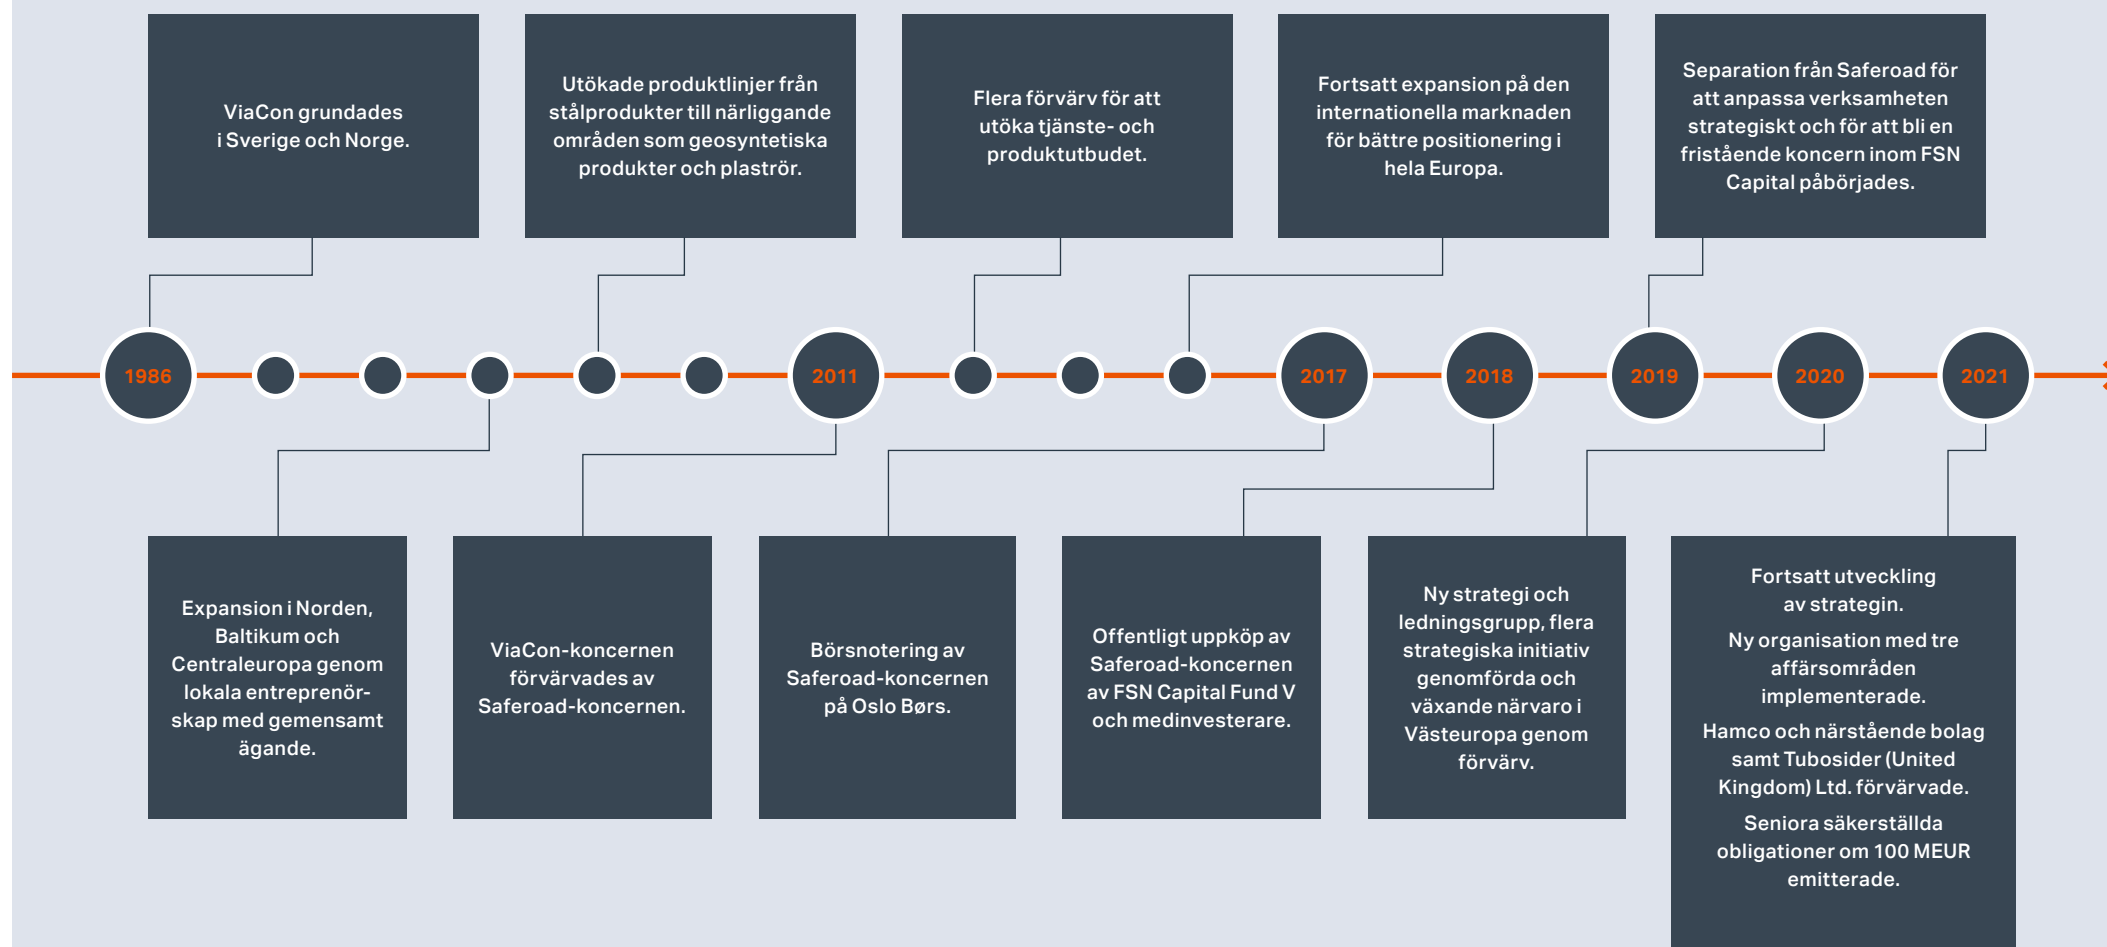 ViaCon grundades
i Sverige och Norge.
Utökade produktlinjer från
stålprodukter till närliggande
områden som geosyntetiska
produkter och plaströr.
Flera förvärv för att
utöka tjänste- och
produktutbudet.
Fortsatt expansion på den
internationella marknaden
för bättre positionering i
hela Europa.
Separation från Saferoad för
att anpassa verksamheten
strategiskt och för att bli en
fristående koncern inom FSN
Capital påbörjades.
1986
2011
2017
2018
2019
2020
2021
Expansion i Norden,
Baltikum och
Centraleuropa genom
lokala entreprenör-
skap med gemensamt
ägande.
ViaCon-koncernen
förvärvades av
Saferoad-koncernen.
Börsnotering av
Saferoad-koncernen
på Oslo Børs.
Offentligt uppköp av
Saferoad-koncernen
av FSN Capital Fund V
och medinvesterare.
Ny strategi och
ledningsgrupp, flera
strategiska initiativ
genomförda och
växande närvaro i
Västeuropa genom
förvärv.
Fortsatt utveckling
av strategin.
Ny organisation med tre
affärsområden
implementerade.
Hamco och närstående bolag
samt Tubosider (United
Kingdom) Ltd. förvärvade.
Seniora säkerställda
obligationer om 100 MEUR
emitterade.